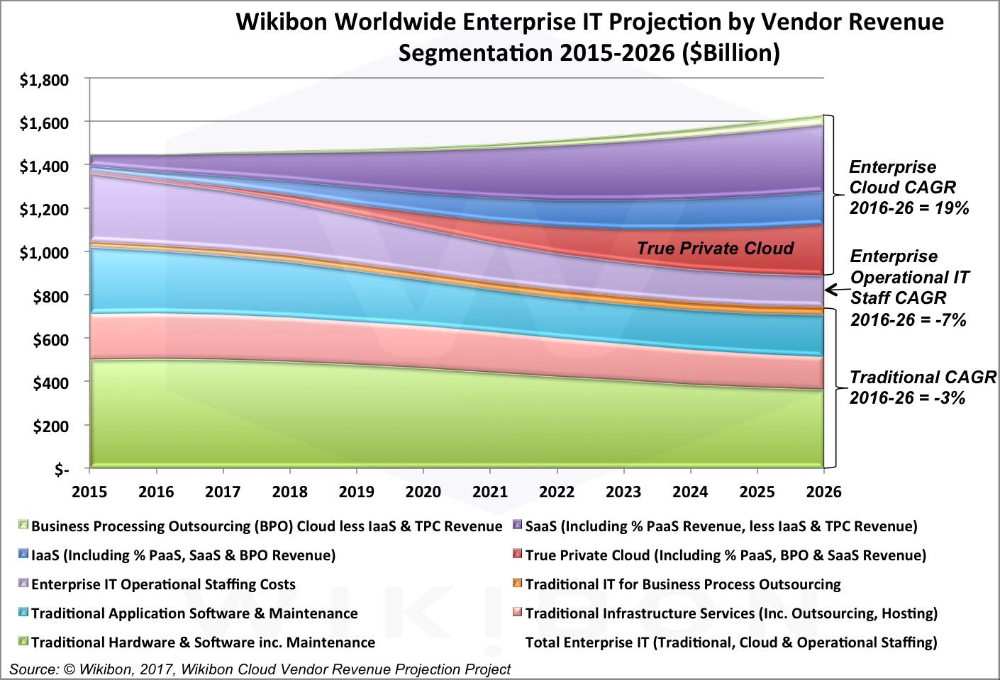 Wikibon Worldwide Enterprise IT Projection by Vendor Revenue
Segmentation 2015-2026 ($Billion)
$1,800
$1,600
$1,400
$1,200
$1,000
$800
$600
$400
$200
$-
2015 2016 2017 2018 2019 2020 2021 2022 2023 2024 2025 2026
True Private Cloud
Enterprise
Cloud CAGR
2016-26 = 19%
Enterprise
Operational IT
Staff CAGR
2016-26 = -7%
Traditional CAGR
2016-26 = -3%
Business Processing Outsourcing (BPO) Cloud less IaaS & TPC Revenue
SaaS (Including % PaaS Revenue, less IaaS & TPC Revenue)
IaaS (Including % PaaS, SaaS & BPO Revenue)
True Private Cloud (Including % PaaS, BPO & SaaS Revenue)
Enterprise IT Operational Staffing Costs
Traditional IT for Business Process Outsourcing
Traditional Application Software & Maintenance
Traditional Infrastructure Services (Inc. Outsourcing, Hosting)
Traditional Hardware & Software inc. Maintenance
Total Enterprise IT (Traditional, Cloud & Operational Staffing)
WIKIBON
Source: © Wikibon, 2017, Wikibon Cloud Vendor Revenue Projection Project